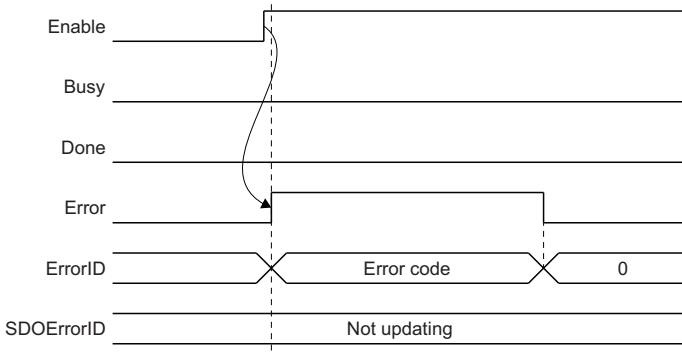 Enable
Busy
Done
Error
ErrorID
Error code
0
SDOErrorID
Not updating